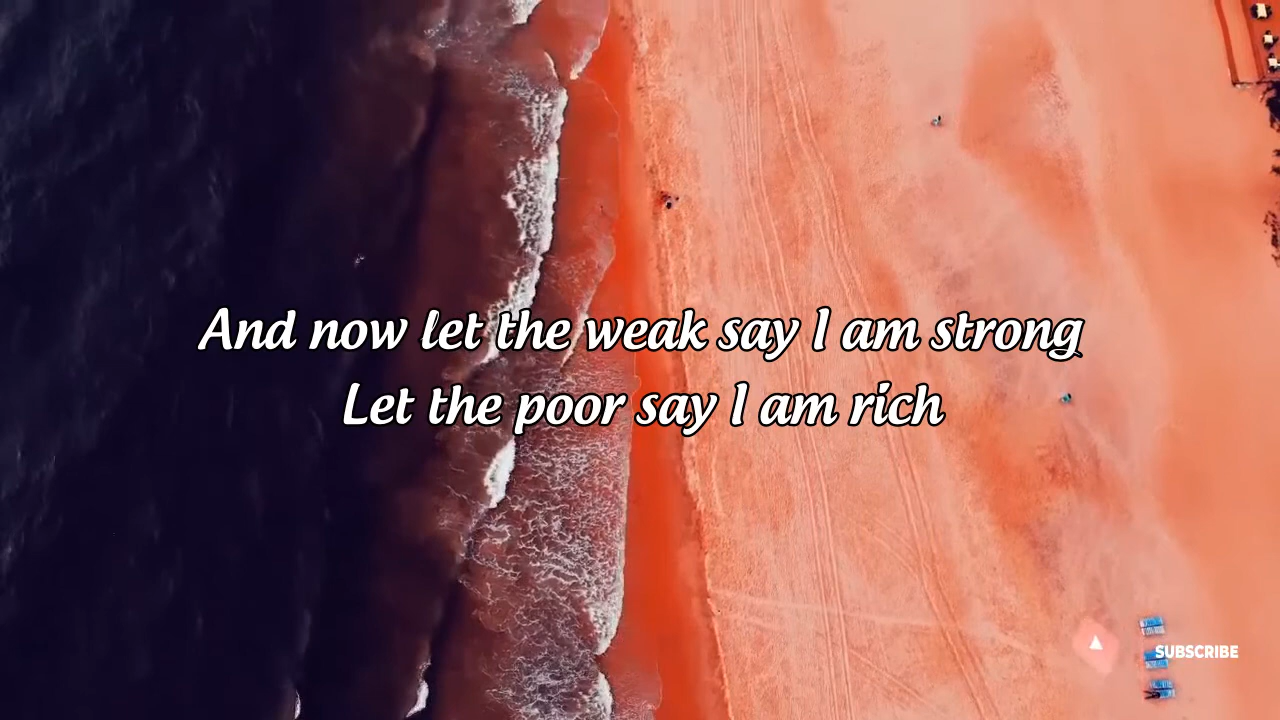 And now let the weak say I am strong
Let the poor say I am rich
SUBSCRIBE